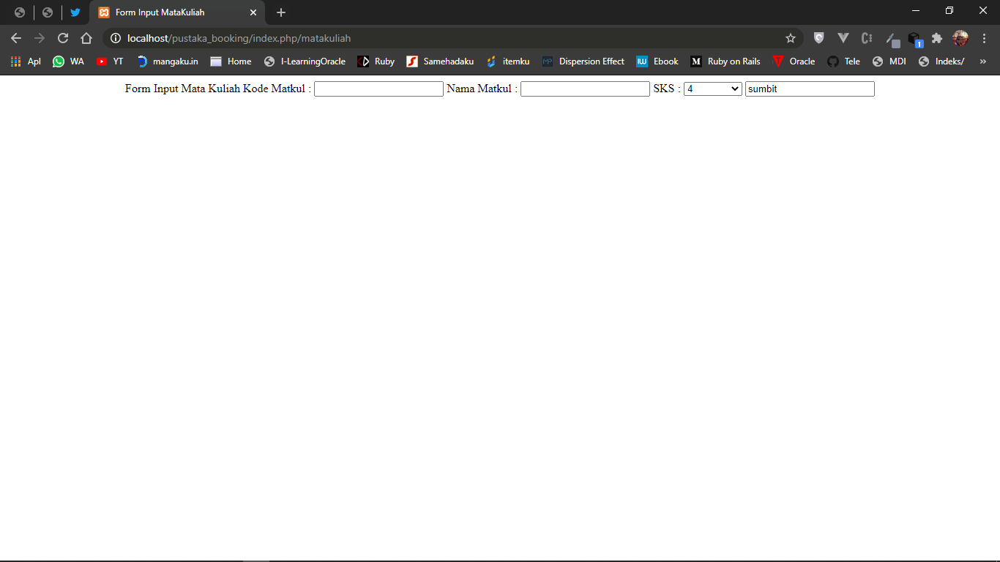 Form Input MataKuliah
localhost/pustaka_booking/index.php/matakuliah
Apl WA YT mangaku.in Home I-LearningOracle Ruby Samehadaku itemku Dispersion Effect Ebook Ruby on Rails Oracle Tele MDI Indeks/ »
Form Input Mata Kuliah Kode Matkul : Nama Matkul : SKS : 4 sumbit